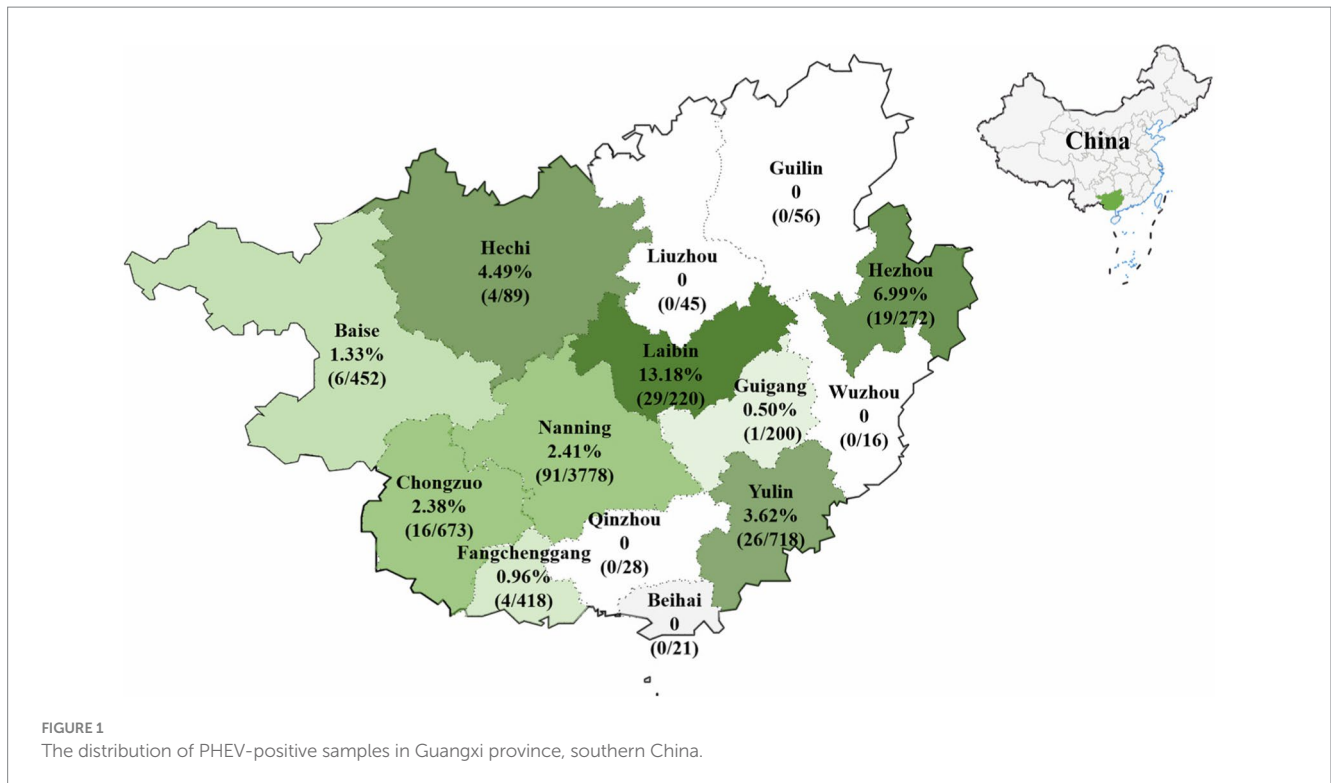 China
Guilin
0
(0/56)
Hechi
4.49%
(4/89)
Liuzhou
0
(0/45)
Hezhou
6.99%
(19/272)
Baise
1.33%
(6/452)
Laibin
13.18%
(29/220)
Guigang
0.50%
(1/200)
Wuzhou
0
(0/16)
Nanning
2.41%
(91/3778)
Chongzuo
2.38%
(16/673)
Yulin
3.62%
(26/718)
Qinzhou
0
(0/28)
Fangchenggang
0.96%
(4/418)
Beihai
0
(0/21)
FIGURE 1
The distribution of PHEV-positive samples in Guangxi province, southern China.